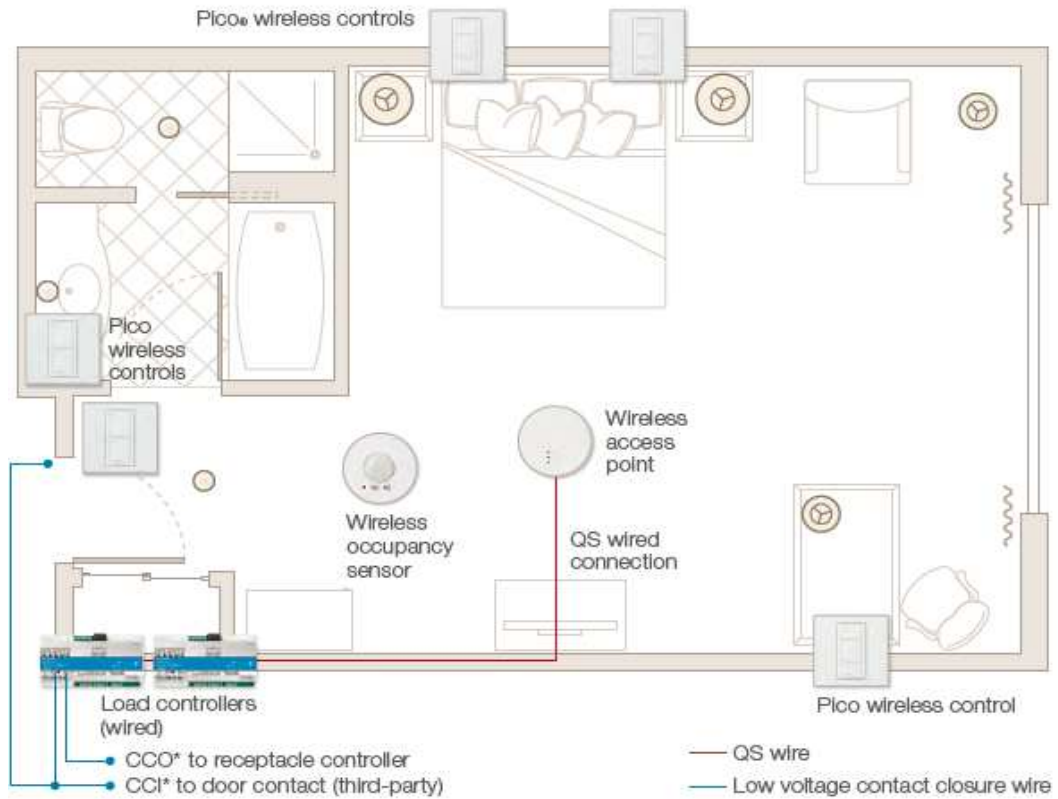 Pico® wireless controls
Pico
wireless
controls
Wireless
access
point
Wireless
occupancy
sensor
QS wired
connection
Load controllers
(wired)
Pico wireless control
CCO* to receptacle controller
CCI* to door contact (third-party)
QS wire
Low voltage contact closure wire